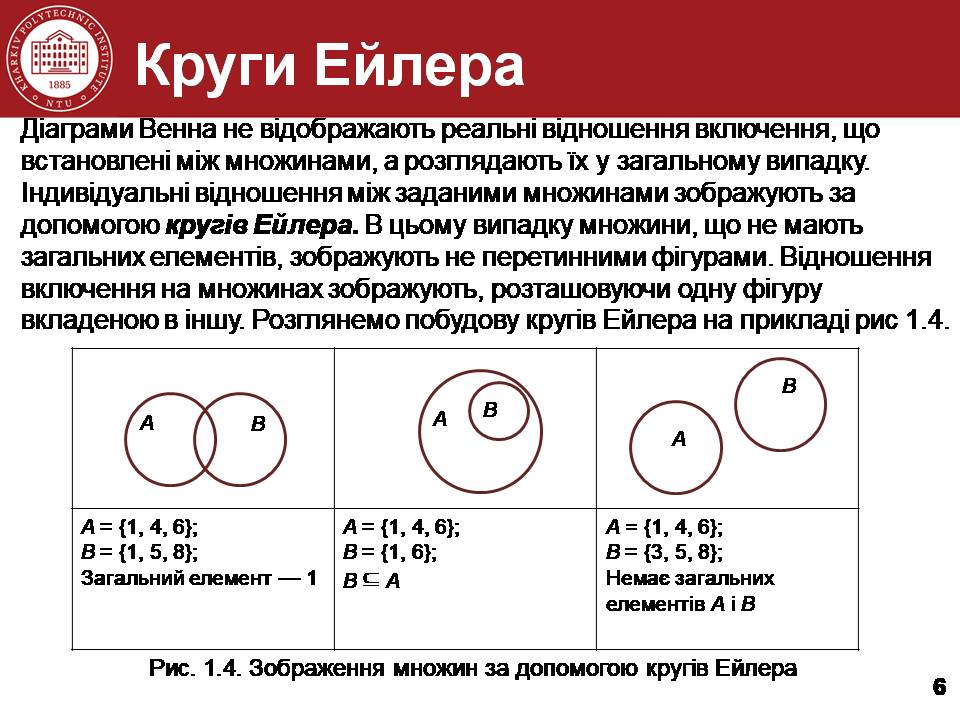 KHARKIV POLYTECHNIC INSTITUTE
1885
NTU
Круги Ейлера
Діаграми Венна не відображають реальні відношення включення, що
встановлені між множинами, а розглядають їх у загальному випадку.
Індивідуальні відношення між заданими множинами зображують за
допомогою кругів Ейлера. В цьому випадку множини, що не мають
загальних елементів, зображують не перетинними фігурами. Відношення
включення на множинах зображують, розташовуючи одну фігуру
вкладеною в іншу. Розглянемо побудову кругів Ейлера на прикладі рис 1.4.
A B
A B
A B
A = {1, 4, 6};
B = {1, 5, 8};
Загальний елемент — 1
A = {1, 4, 6};
B = {1, 6};
B ⊆ A
A = {1, 4, 6};
B = {3, 5, 8};
Немає загальних
елементів A і B
Рис. 1.4. Зображення множин за допомогою кругів Ейлера
6